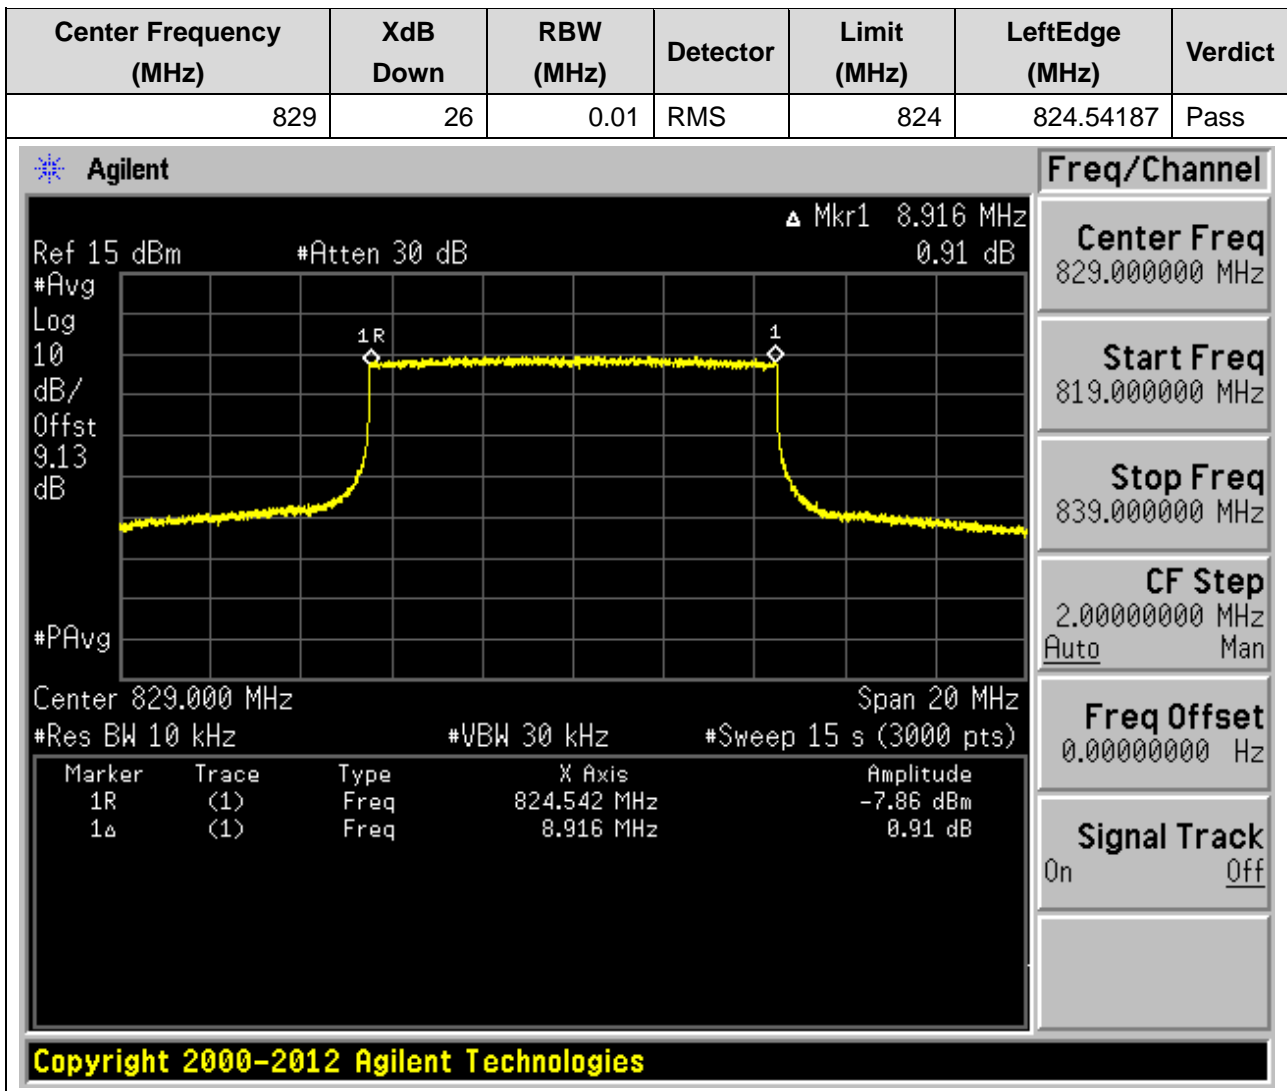 Center Frequency (MHz) XdB Down RBW (MHz) Detector Limit (MHz) LeftEdge (MHz) Verdict
829 26 0.01 RMS 824 824.54187 Pass
Agilent
Freq/Channel
Δ Mkr1 8.916 MHz
Ref 15 dBm #Atten 30 dB 0.91 dB
#Avg
Log
10
dB/
Offst
9.13
dB
#PAvg
1R
1
Center 829.000 MHz Span 20 MHz
#Res BW 10 kHz #VBW 30 kHz #Sweep 15 s (3000 pts)
Marker Trace Type X Axis Amplitude
1R (1) Freq 824.542 MHz -7.86 dBm
1Δ (1) Freq 8.916 MHz 0.91 dB
Center Freq
829.000000 MHz
Start Freq
819.000000 MHz
Stop Freq
839.000000 MHz
CF Step
2.00000000 MHz
Auto Man
Freq Offset
0.00000000 Hz
Signal Track
On Off
Copyright 2000-2012 Agilent Technologies